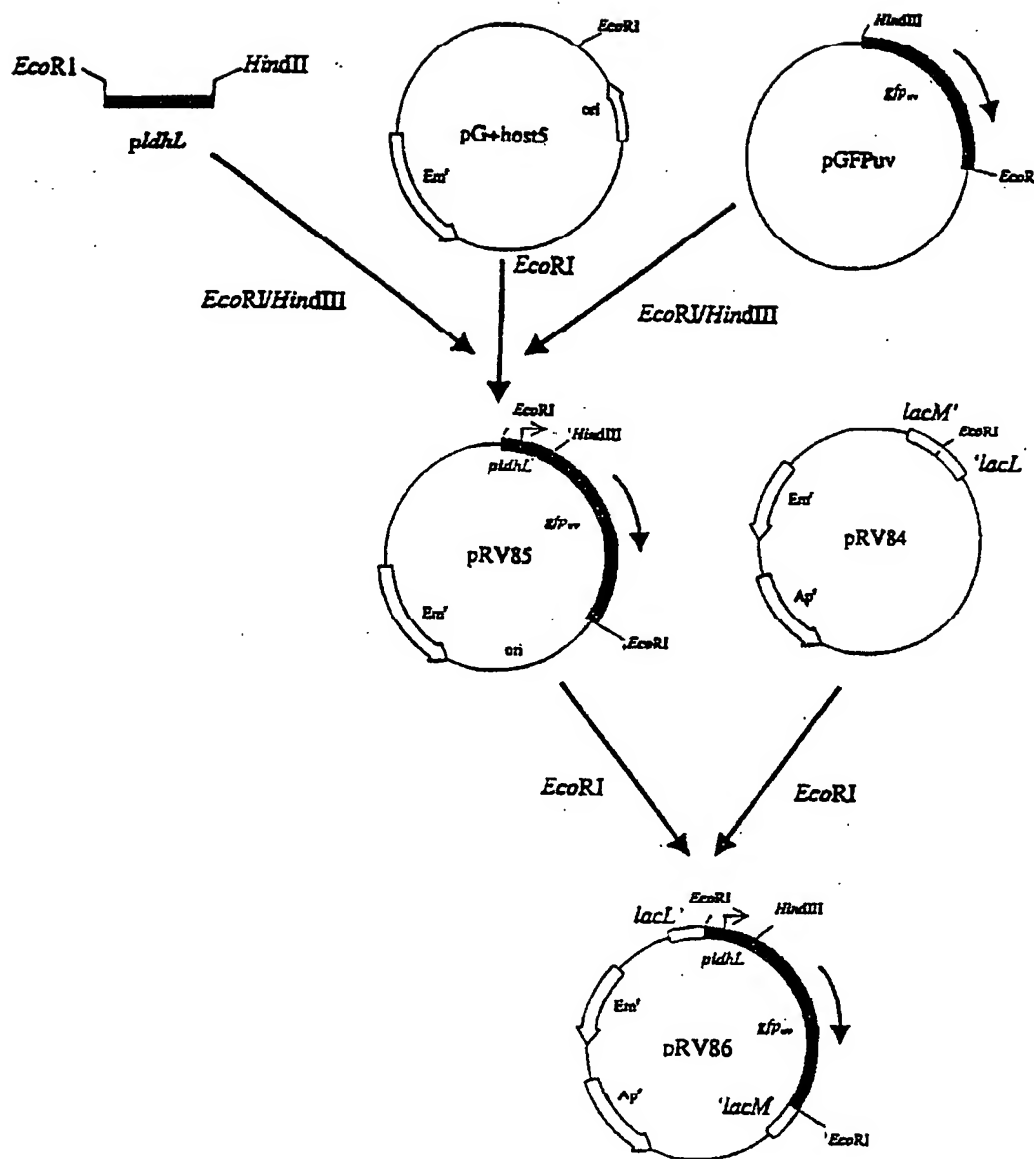 EcoRI
HindII
pldhL
EcoRI
ori
pG+host5
Emʳ
HindIII
gfpuv
pGFPuv
EcoR
EcoRI/HindIII
EcoRI
EcoRI/HindIII
EcoRI
'HindIII
pldhL
gfpuv
pRV85
Emʳ
ori
EcoRI
lacM'
EcoRI
'lacL
Emʳ
pRV84
Apʳ
EcoRI
EcoRI
lacL'
EcoRI
HindIII
pldhL
Emʳ
gfpuv
pRV86
Apʳ
'lacM
'EcoRI